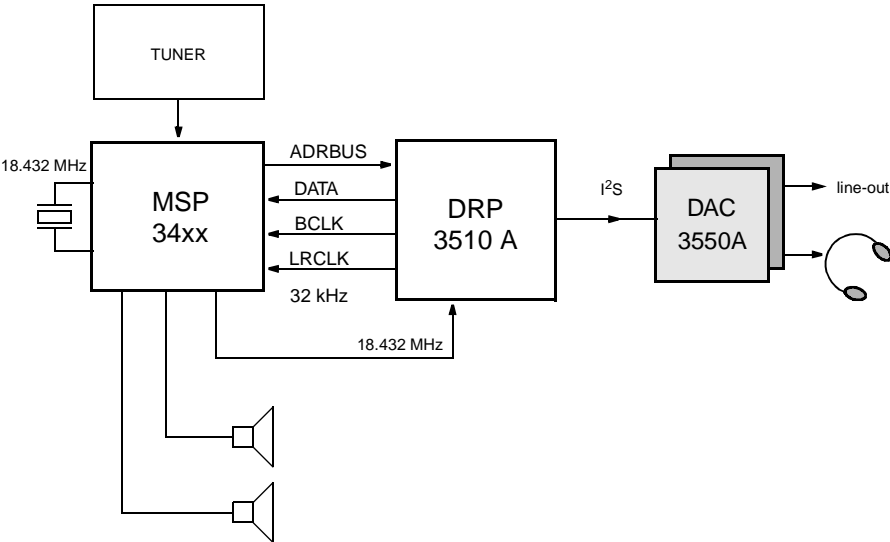 TUNER
18.432 MHz
MSP
34xx
ADRBUS
DATA
BCLK
LRCLK
32 kHz
DRP
3510 A
I²S
DAC
3550A
line-out
18.432 MHz